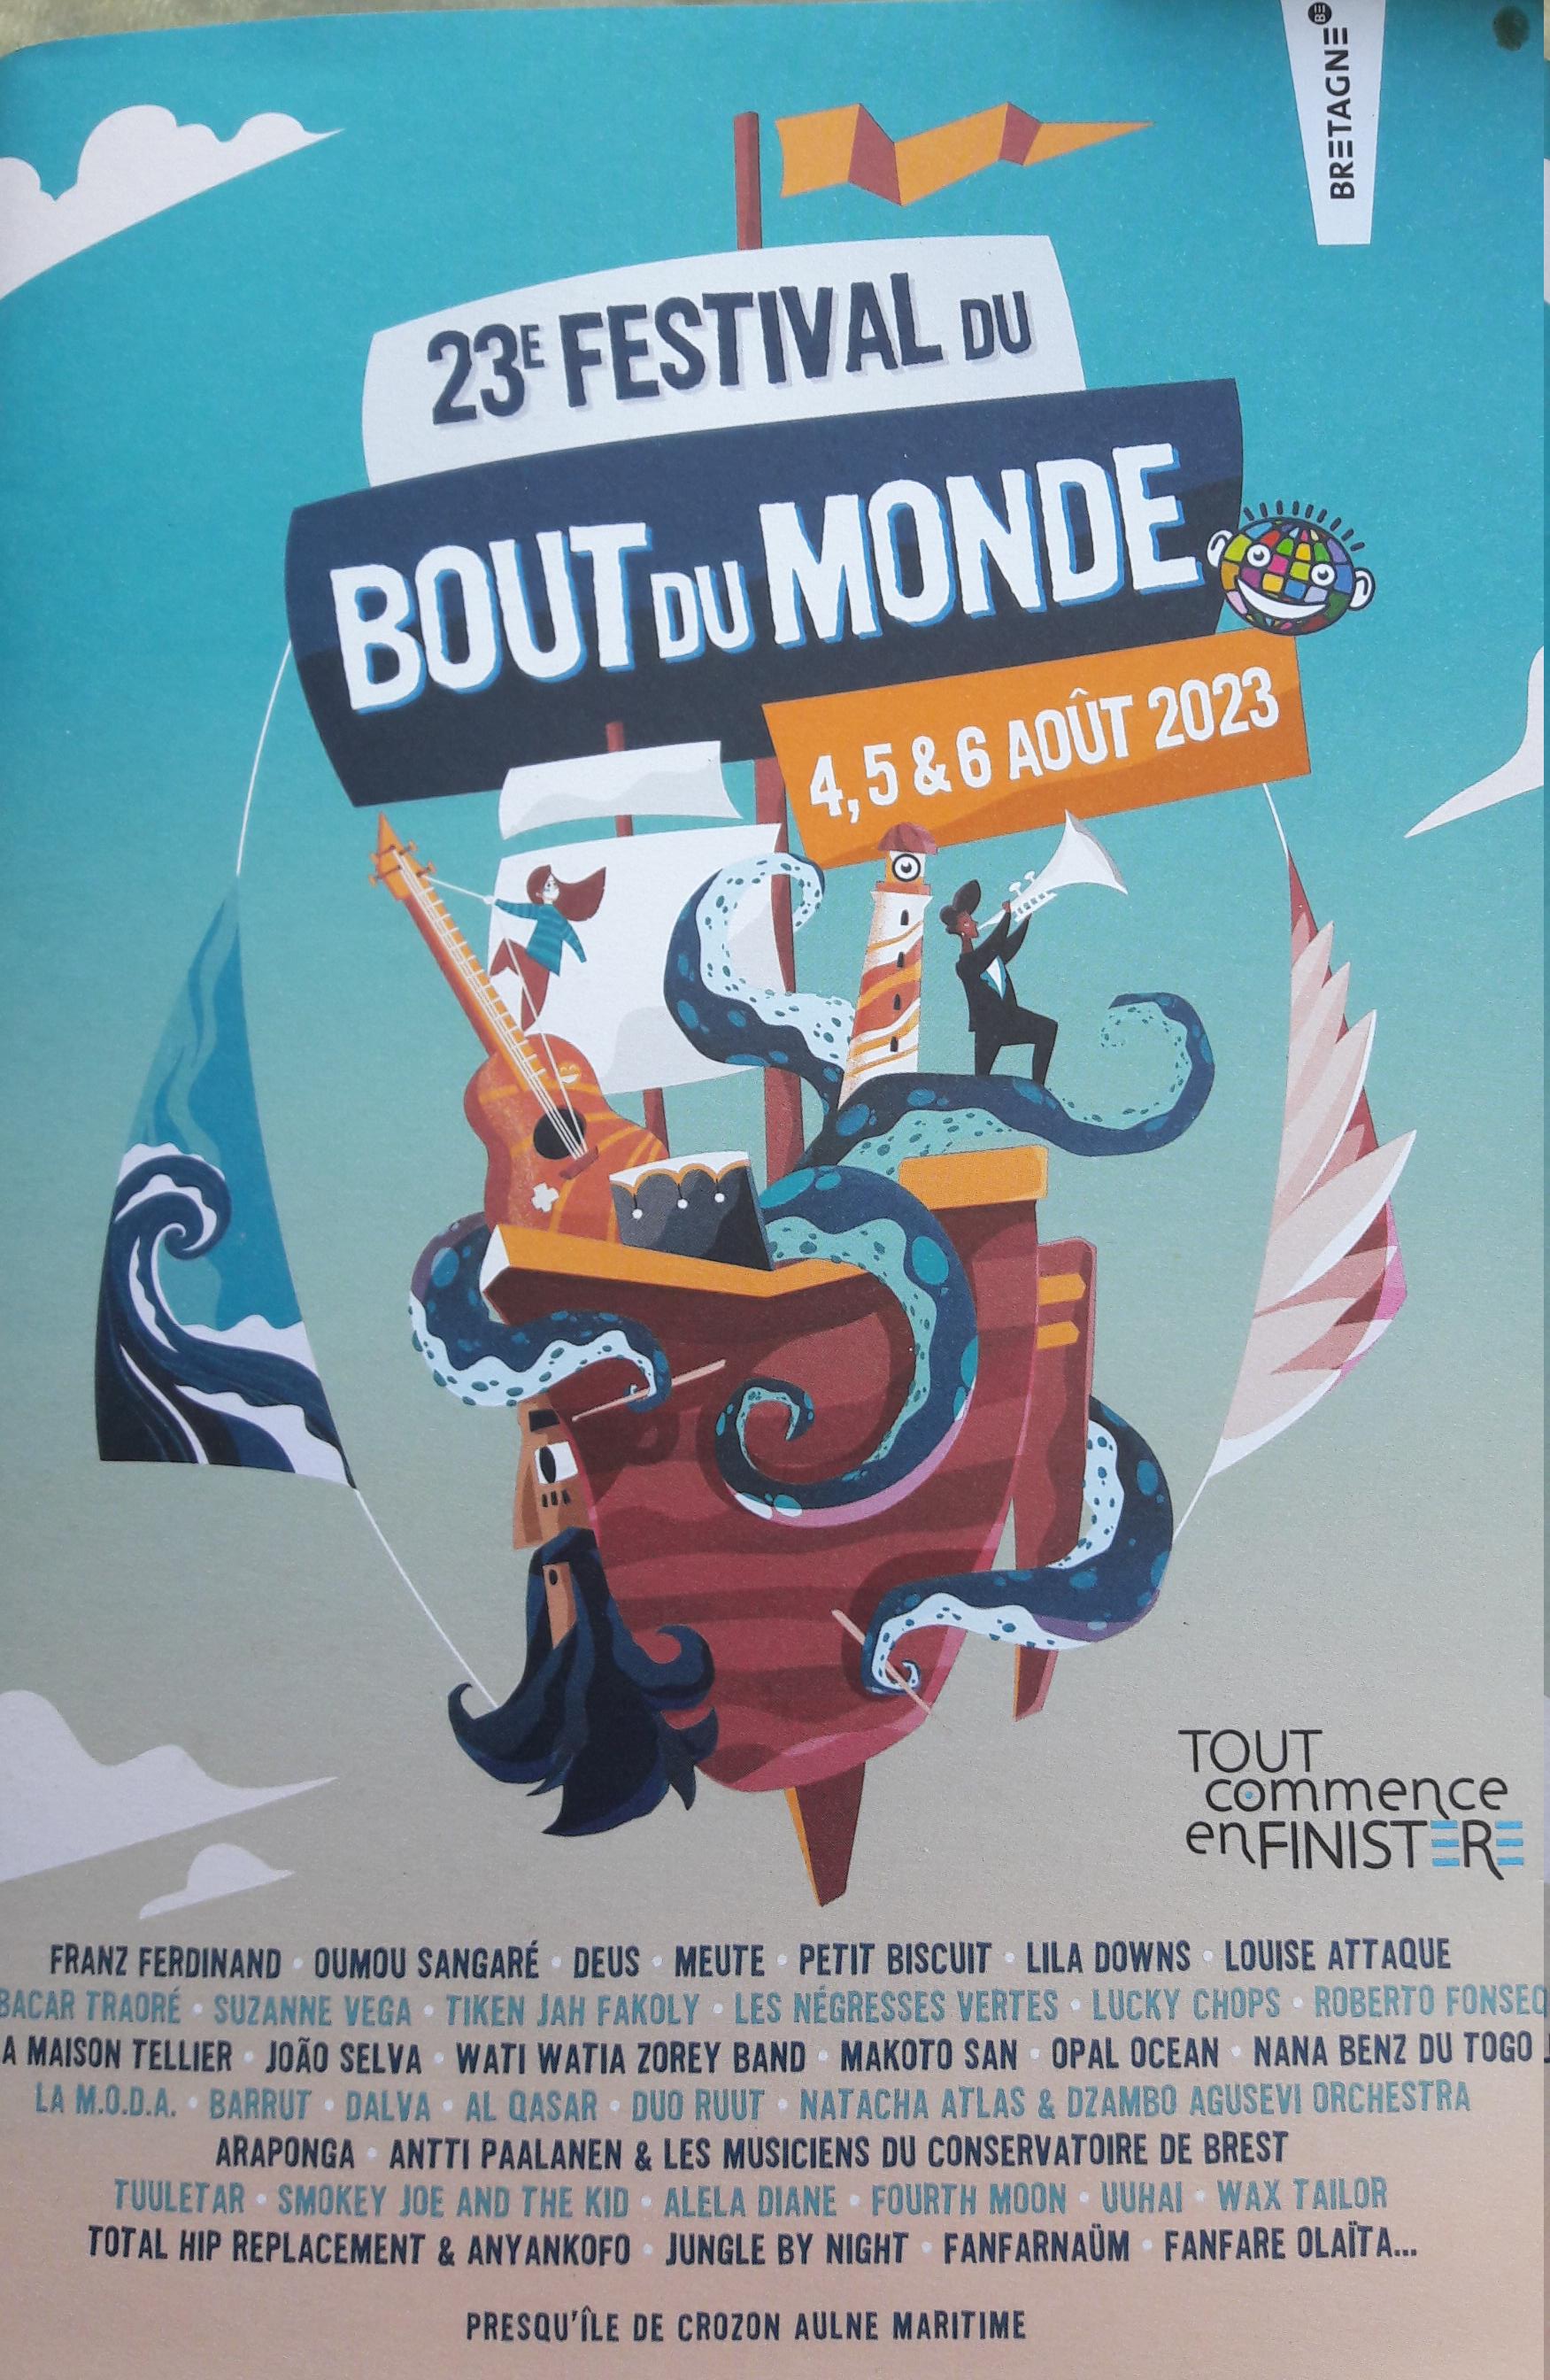 BRETAGNE
BE
23E FESTIVAL DU
BOUT DU MONDE
4, 5 & 6 AOÛT 2023
TOUT
commence
en FINISTERE
FRANZ FERDINAND · OUMOU SANGARÉ · DEUS · MEUTE · PETIT BISCUIT · LILA DOWNS · LOUISE ATTAQUE
BACAR TRAORÉ · SUZANNE VEGA · TIKEN JAH FAKOLY · LES NÉGRESSES VERTES · LUCKY CHOPS · ROBERTO FONSEC
A MAISON TELLIER · JOÃO SELVA · WATI WATIA ZOREY BAND · MAKOTO SAN · OPAL OCEAN · NANA BENZ DU TOGO
LA M.O.D.A. · BARRUT · DALVA · AL QASAR · DUO RUUT · NATACHA ATLAS & DZAMBO AGUSEVI ORCHESTRA
ARAPONGA · ANTTI PAALANEN & LES MUSICIENS DU CONSERVATOIRE DE BREST
TUULETAR · SMOKEY JOE AND THE KID · ALELA DIANE · FOURTH MOON · UUHAI · WAX TAILOR
TOTAL HIP REPLACEMENT & ANYANKOFO · JUNGLE BY NIGHT · FANFARNAÜM · FANFARE OLAÏTA...
PRESQU'ÎLE DE CROZON AULNE MARITIME